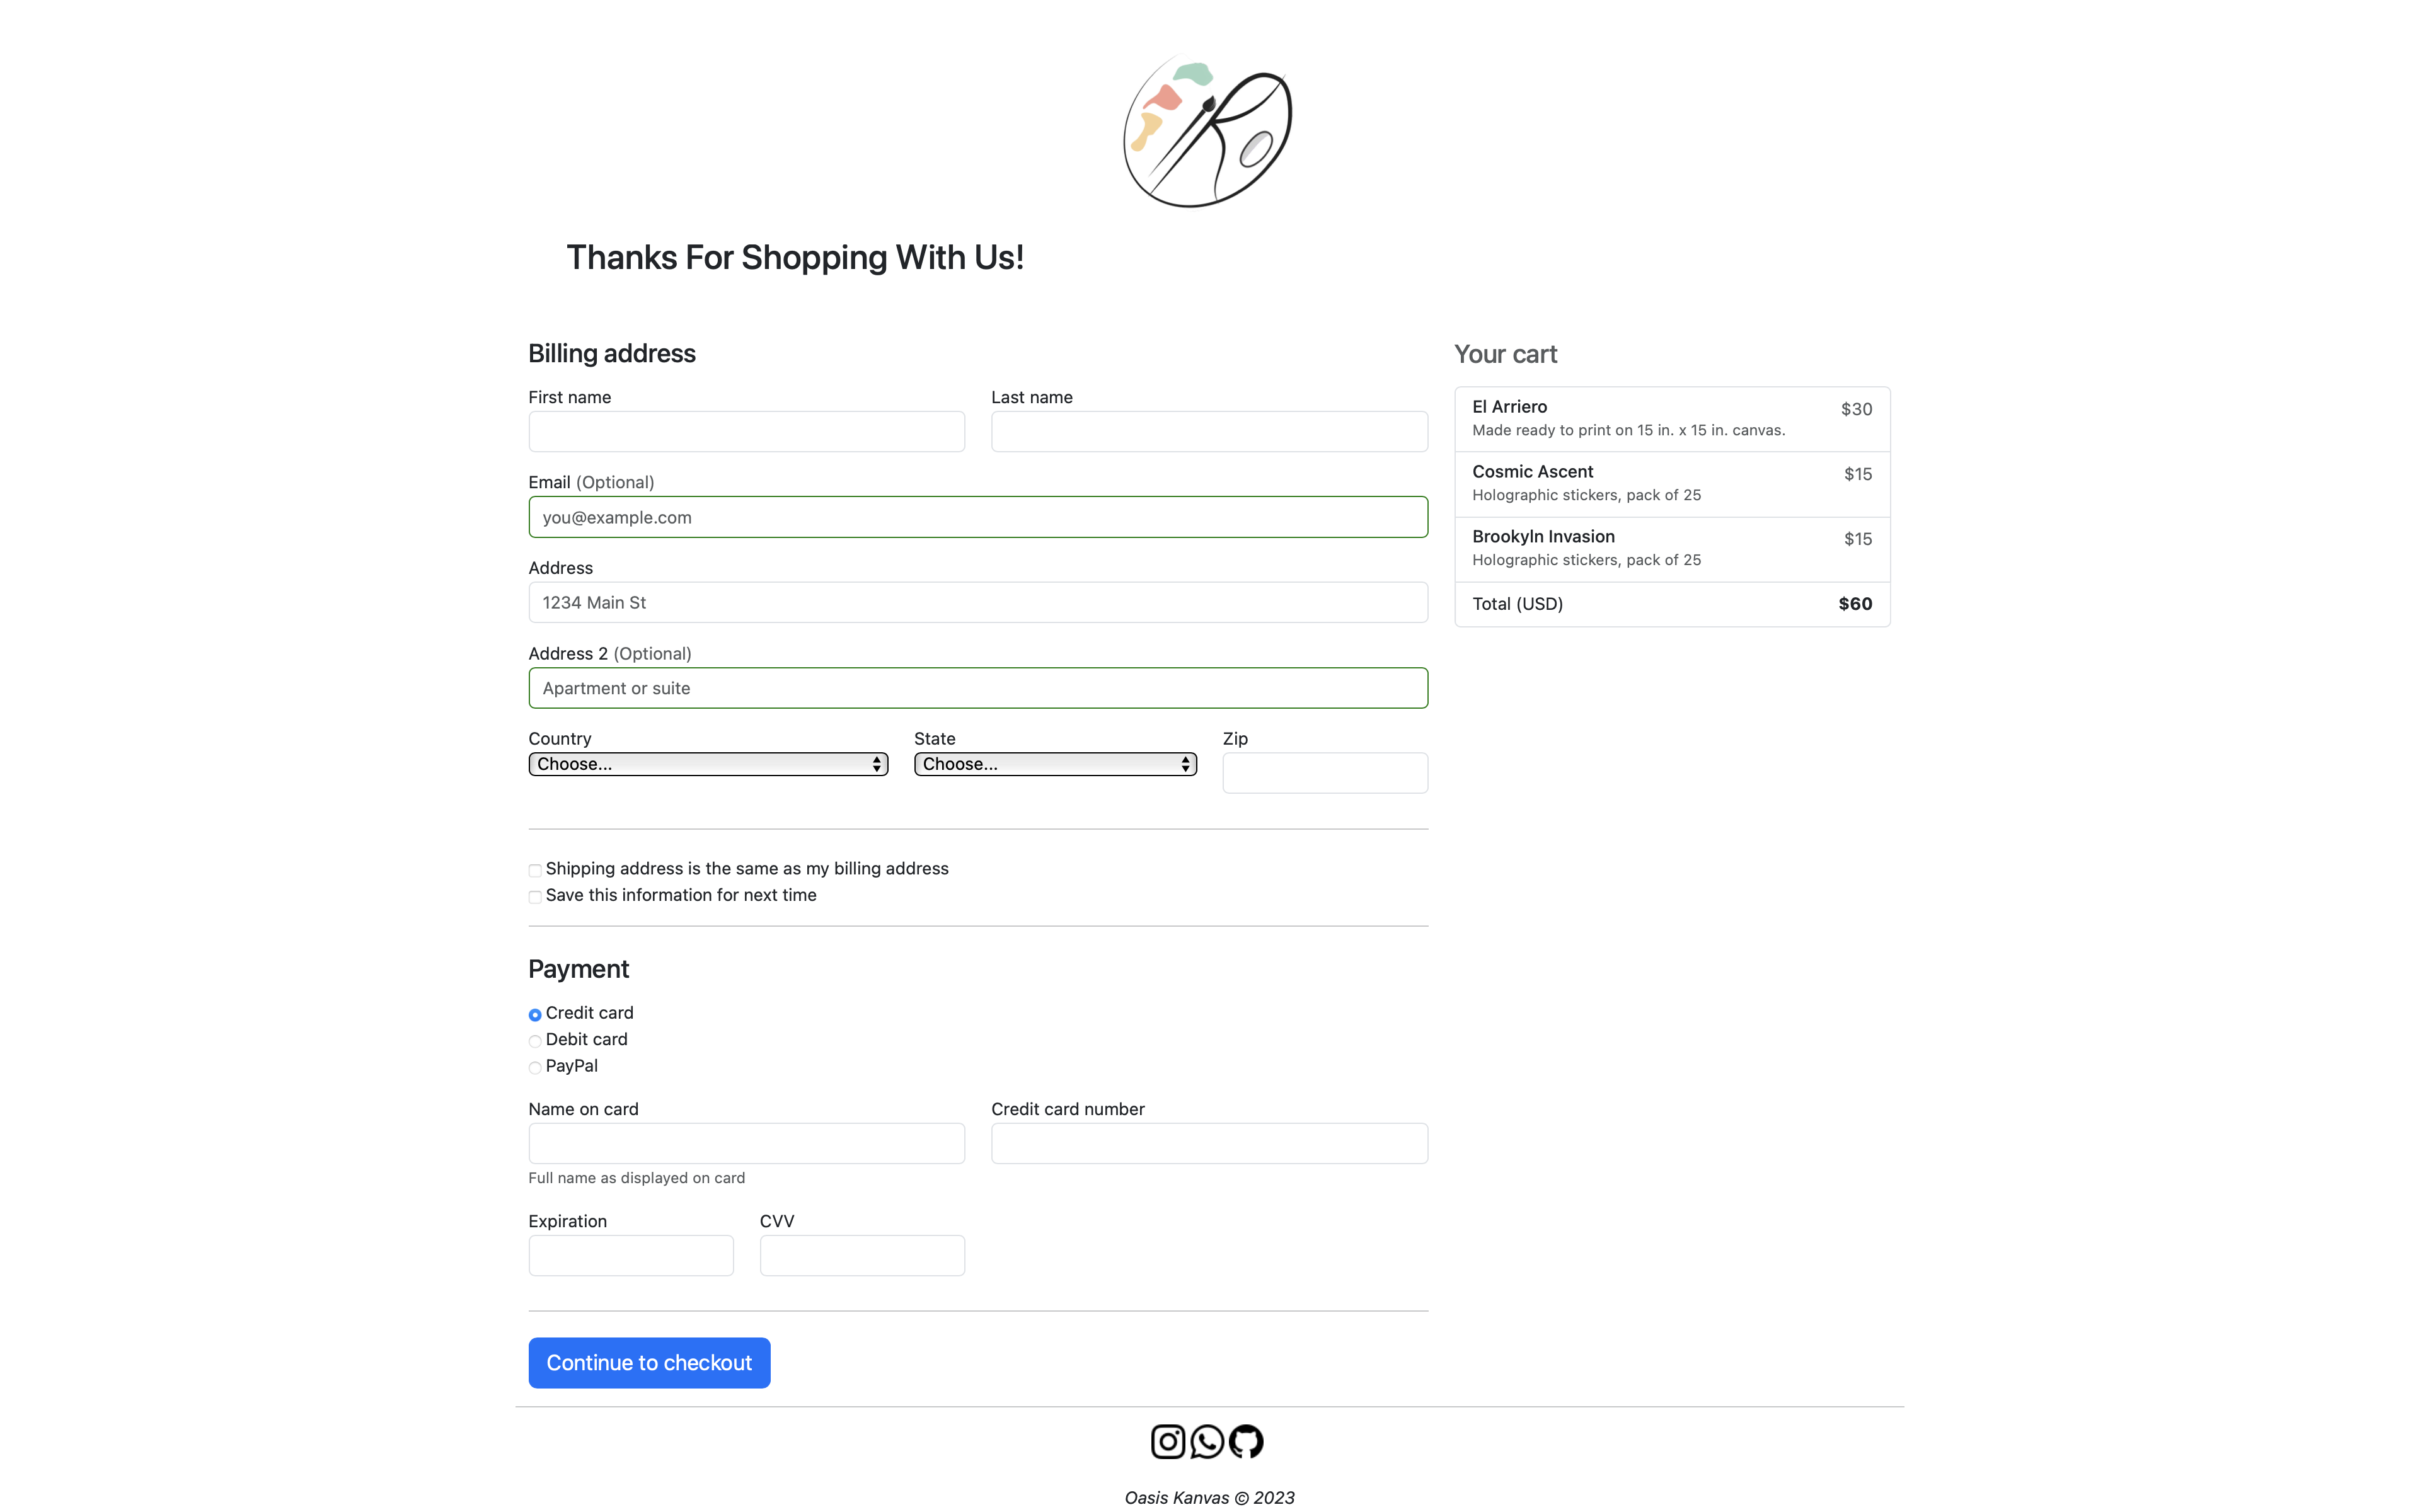 Thanks For Shopping With Us!
Billing address
First name
Last name
Email (Optional)
you@example.com
Address
1234 Main St
Address 2 (Optional)
Apartment or suite
Country
State
Zip
Choose...
Choose...
Shipping address is the same as my billing address
Save this information for next time
Payment
Credit card
Debit card
PayPal
Name on card
Credit card number
Full name as displayed on card
Expiration
CVV
Continue to checkout
Your cart
El Arriero
$30
Made ready to print on 15 in. x 15 in. canvas.
Cosmic Ascent
$15
Holographic stickers, pack of 25
Brookyln Invasion
$15
Holographic stickers, pack of 25
Total (USD)
$60
Oasis Kanvas © 2023